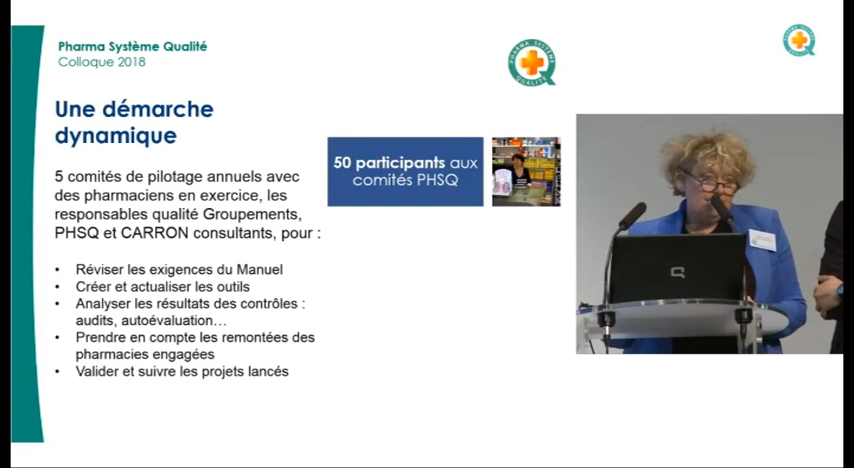 Pharma Système Qualité
Colloque 2018
PHARMA SYSTÈME
QUALITÉ
Une démarche
dynamique
5 comités de pilotage annuels avec
des pharmaciens en exercice, les
responsables qualité Groupements,
PHSQ et CARRON consultants, pour :
• Réviser les exigences du Manuel
• Créer et actualiser les outils
• Analyser les résultats des contrôles :
audits, autoévaluation…
• Prendre en compte les remontées des
pharmacies engagées
• Valider et suivre les projets lancés
50 participants aux
comités PHSQ